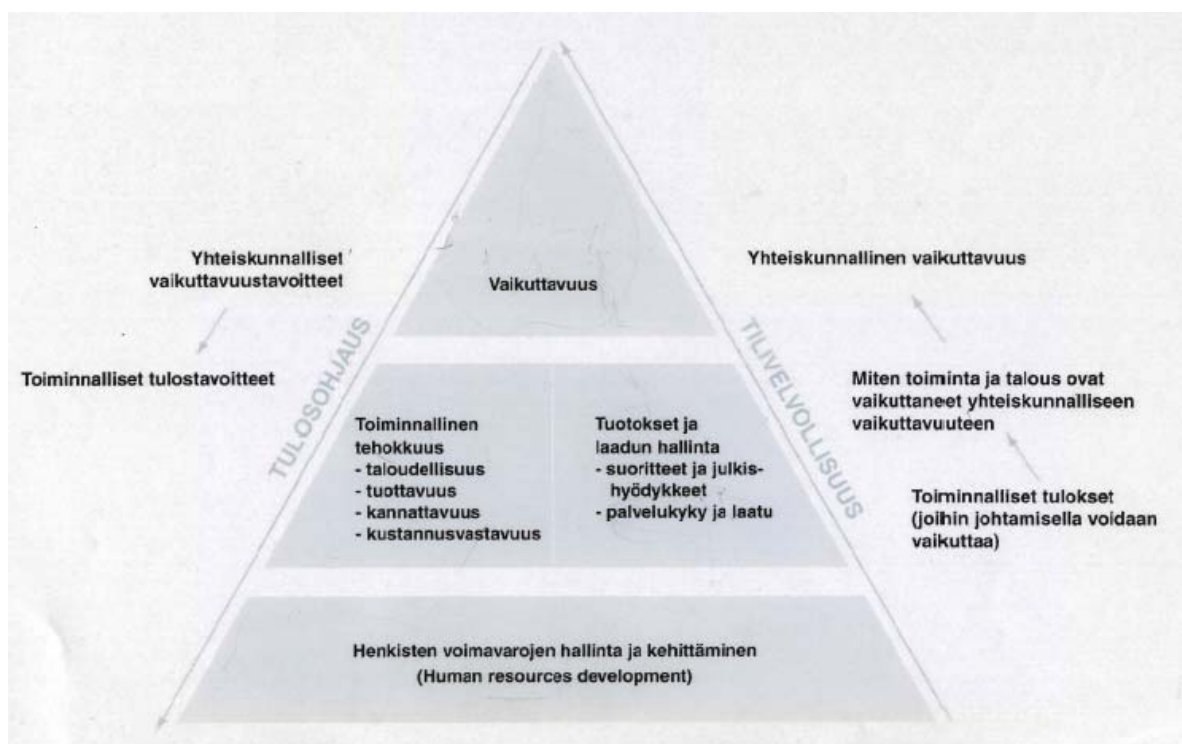 Yhteiskunnalliset
vaikuttavuustavoitteet
Toiminnalliset tulostavoitteet
TULOSOHJAUS
Vaikuttavuus
Toiminnallinen
tehokkuus
- taloudellisuus
- tuottavuus
- kannattavuus
- kustannusvastavuus
Tuotokset ja
laadun hallinta
- suoritteet ja julkis-
hyödykkeet
- palvelukyky ja laatu
Henkisten voimavarojen hallinta ja kehittäminen
(Human resources development)
TILIVELVOLLISUUS
Yhteiskunnallinen vaikuttavuus
Miten toiminta ja talous ovat
vaikuttaneet yhteiskunnalliseen
vaikuttavuuteen
Toiminnalliset tulokset
(joihin johtamisella voidaan
vaikuttaa)